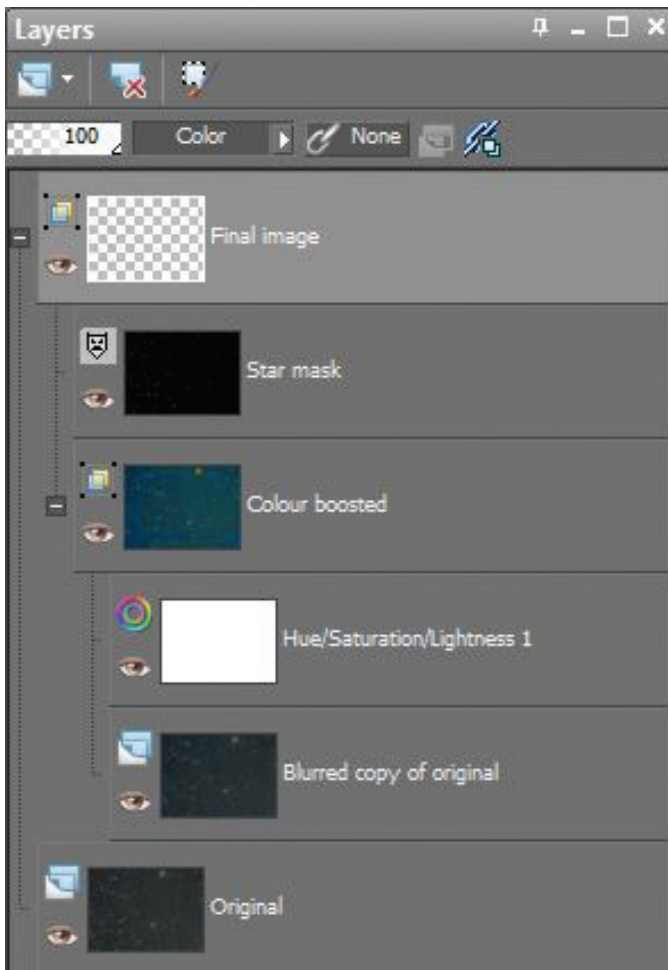 Layers
100 Color None
Final image
Star mask
Colour boosted
Hue/Saturation/Lightness 1
Blurred copy of original
Original